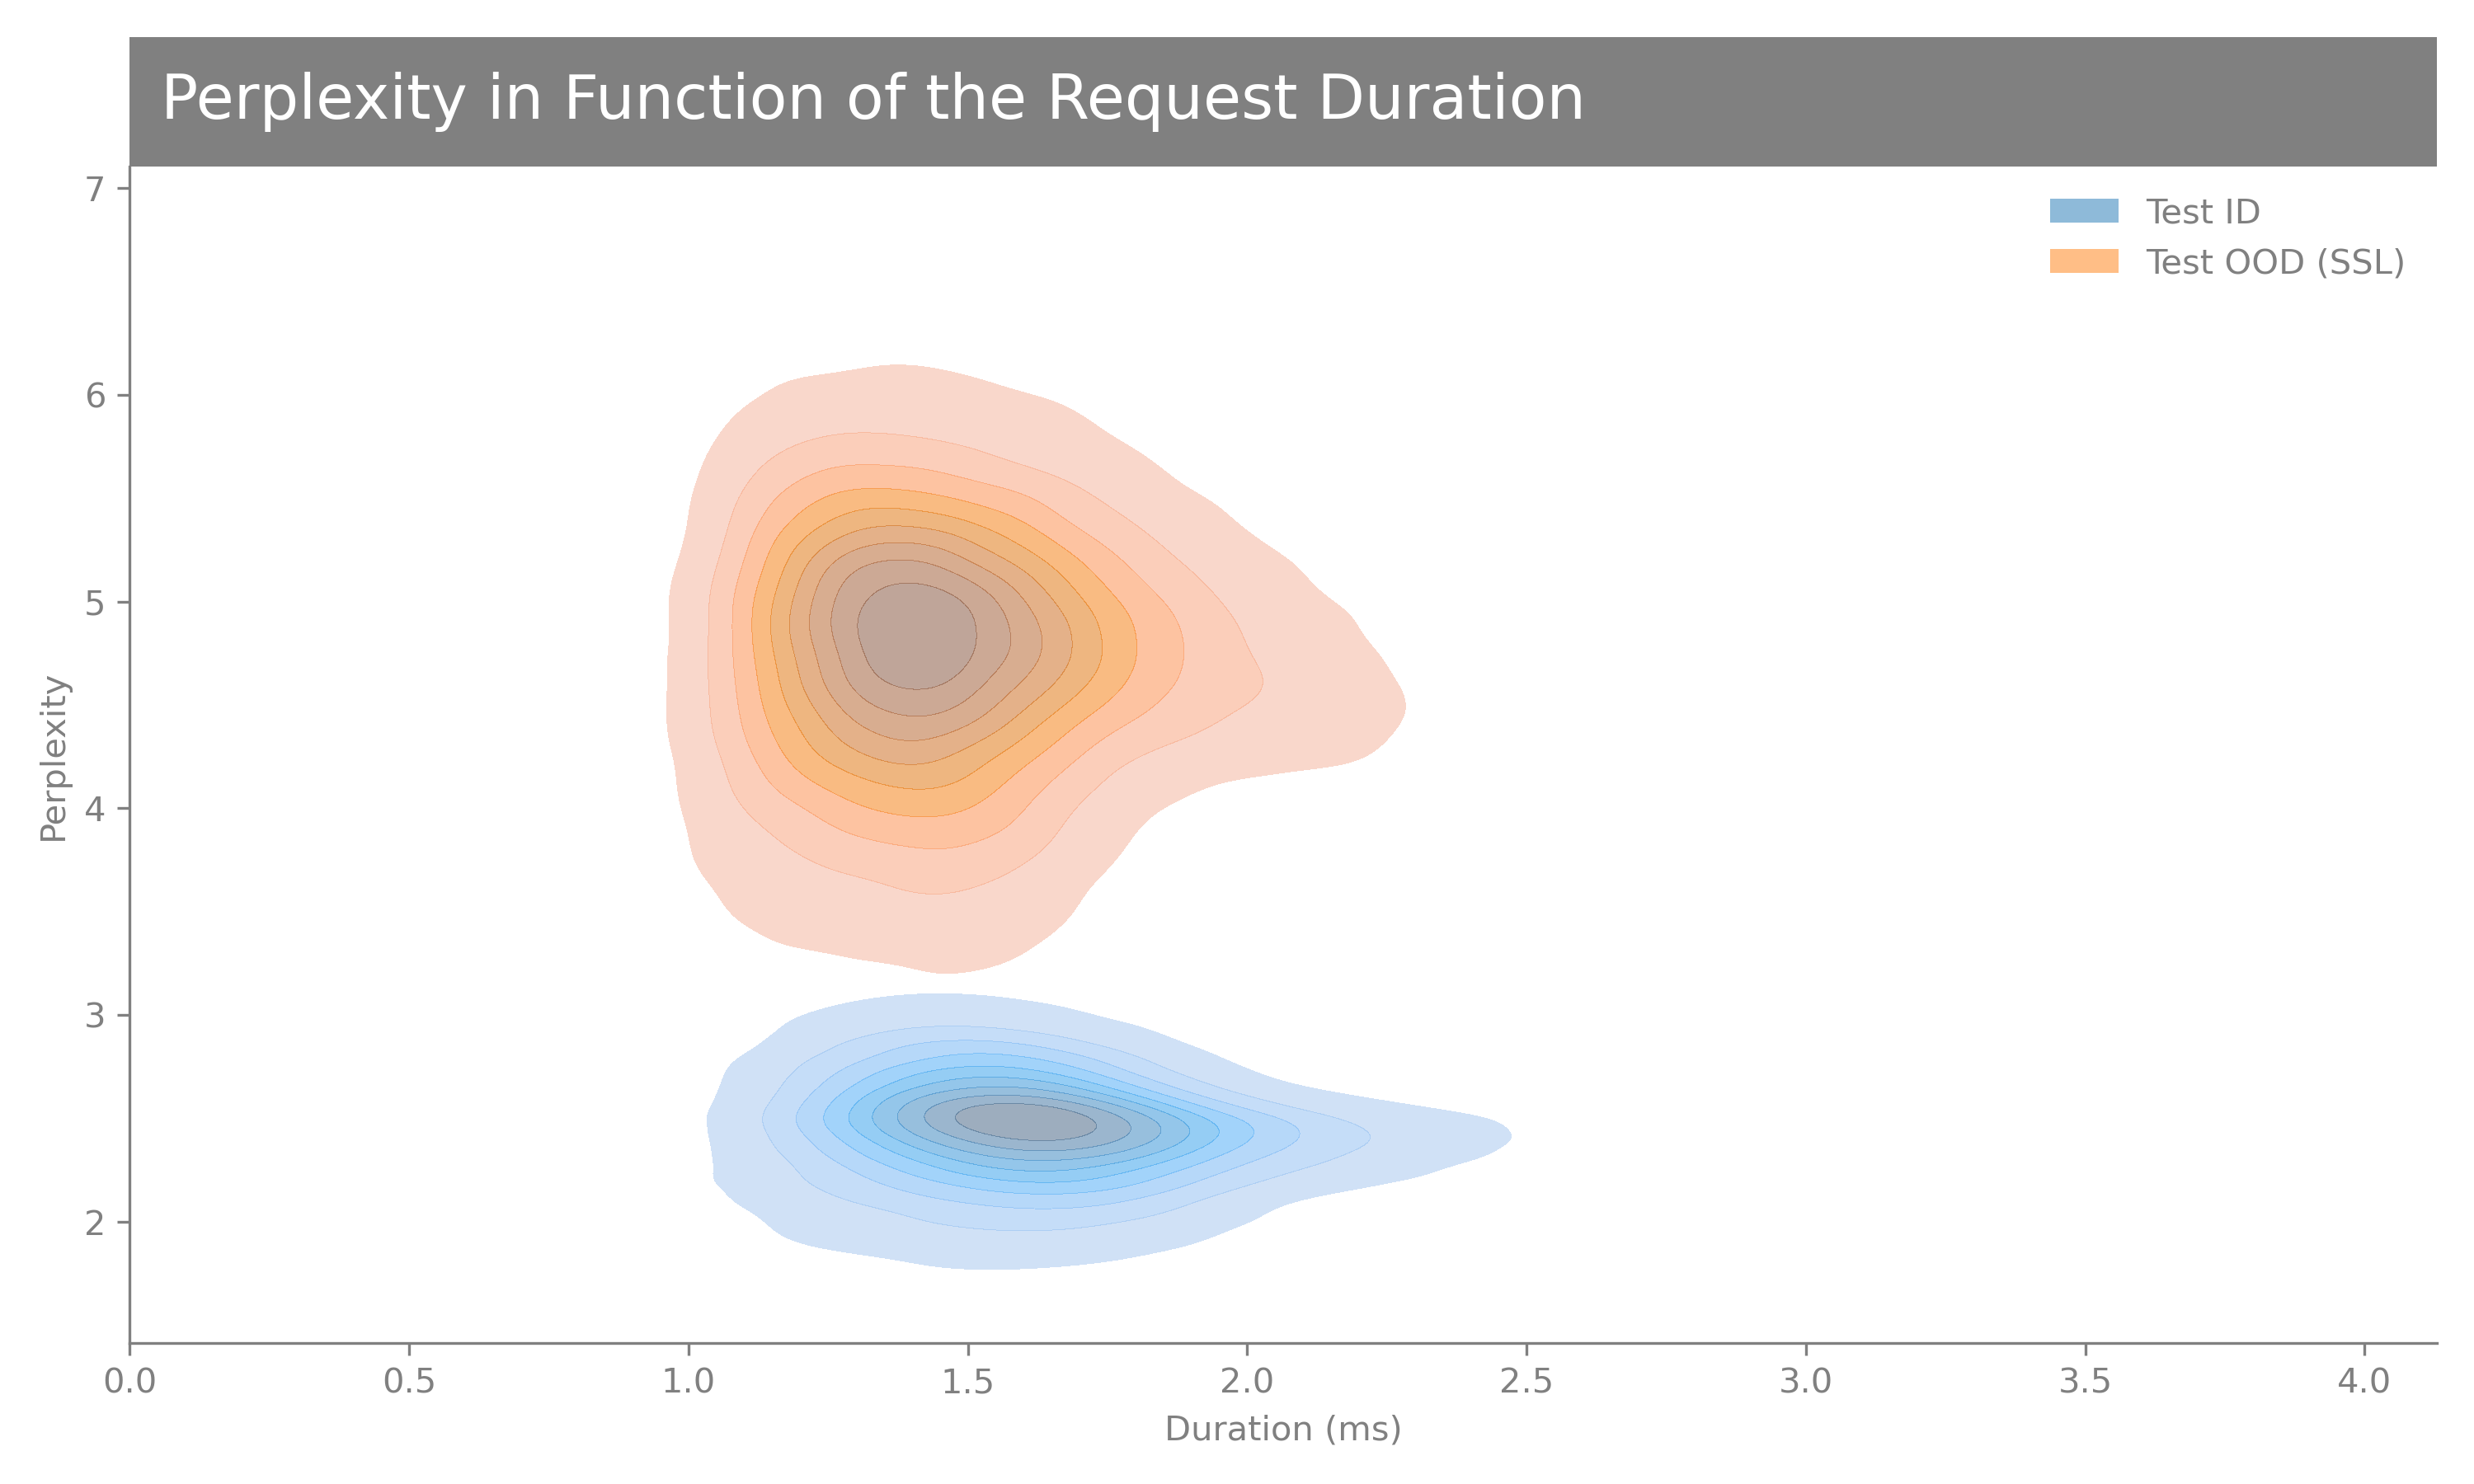 Perplexity in Function of the Request Duration
Test ID
Test OOD (SSL)
7
6
5
4
3
2
Perplexity
0.0 0.5 1.0 1.5 2.0 2.5 3.0 3.5 4.0
Duration (ms)